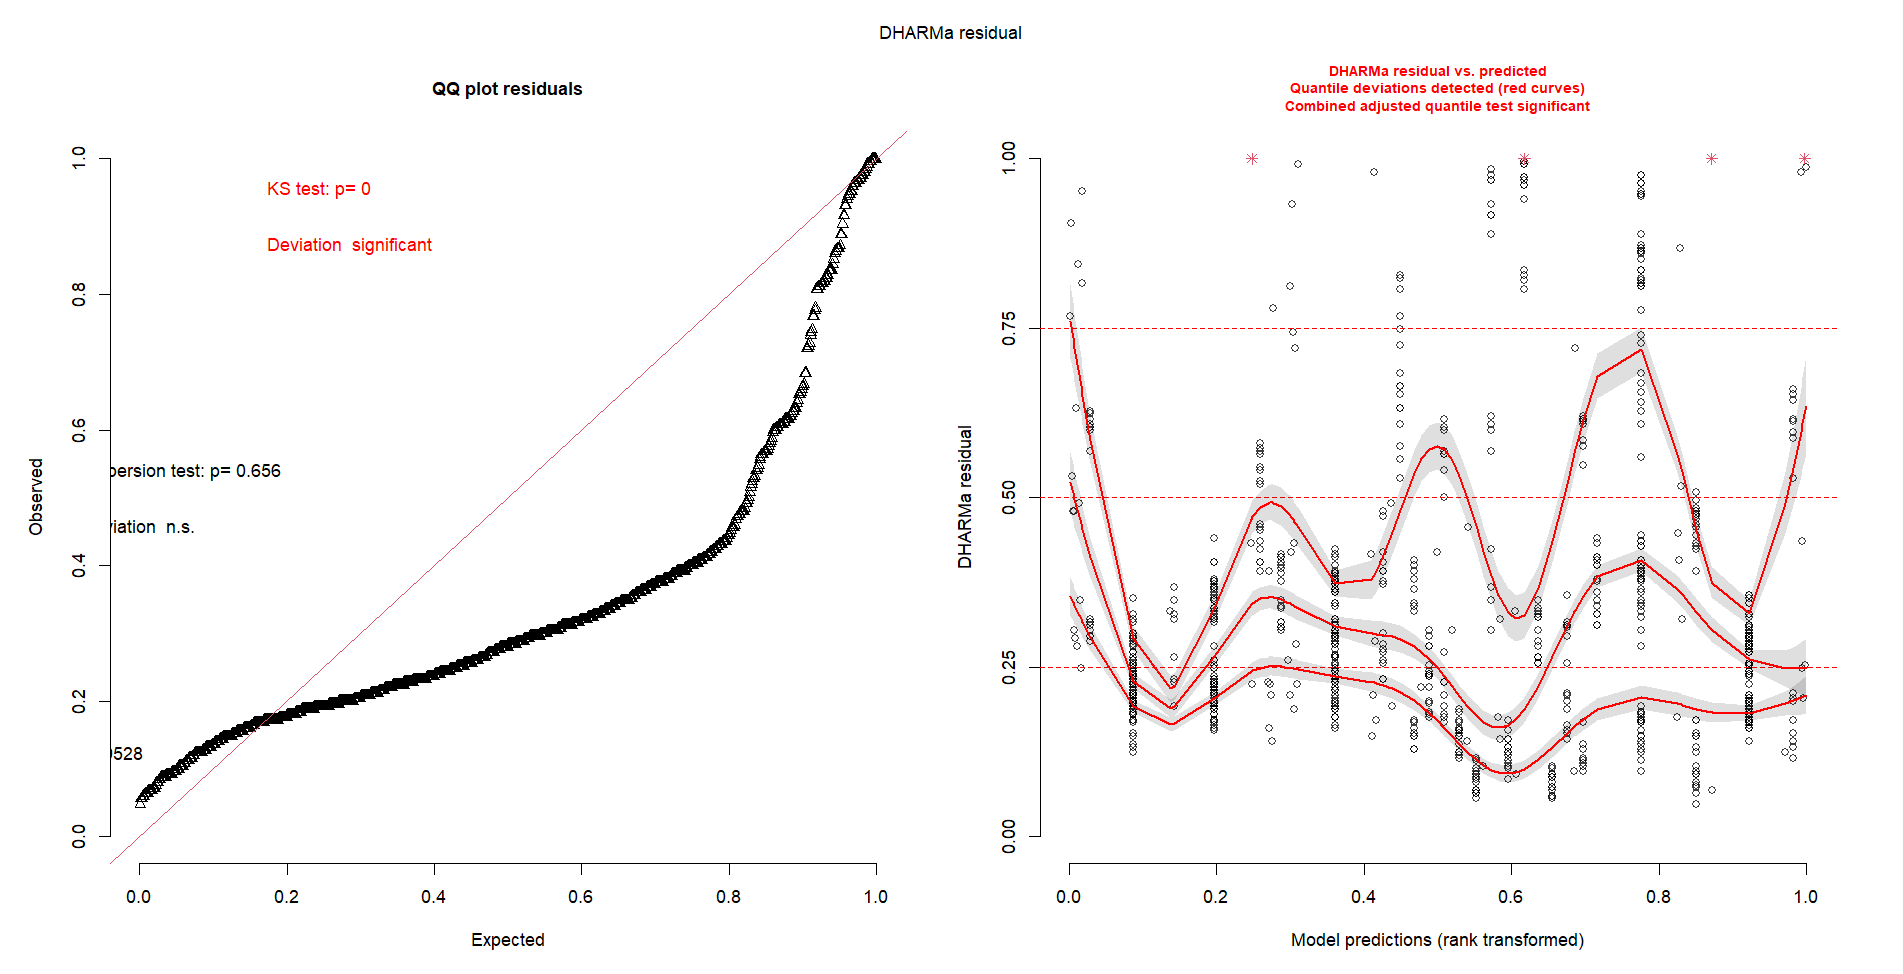 DHARMa residual
QQ plot residuals
KS test: p= 0
Deviation  significant
persion test: p= 0.656
viation  n.s.
0528
Observed
1.0
0.8
0.6
0.4
0.2
0.0
0.0 0.2 0.4 0.6 0.8 1.0
Expected
DHARMa residual vs. predicted
Quantile deviations detected (red curves)
Combined adjusted quantile test significant
DHARMa residual
1.00
0.75
0.50
0.25
0.00
0.0 0.2 0.4 0.6 0.8 1.0
Model predictions (rank transformed)